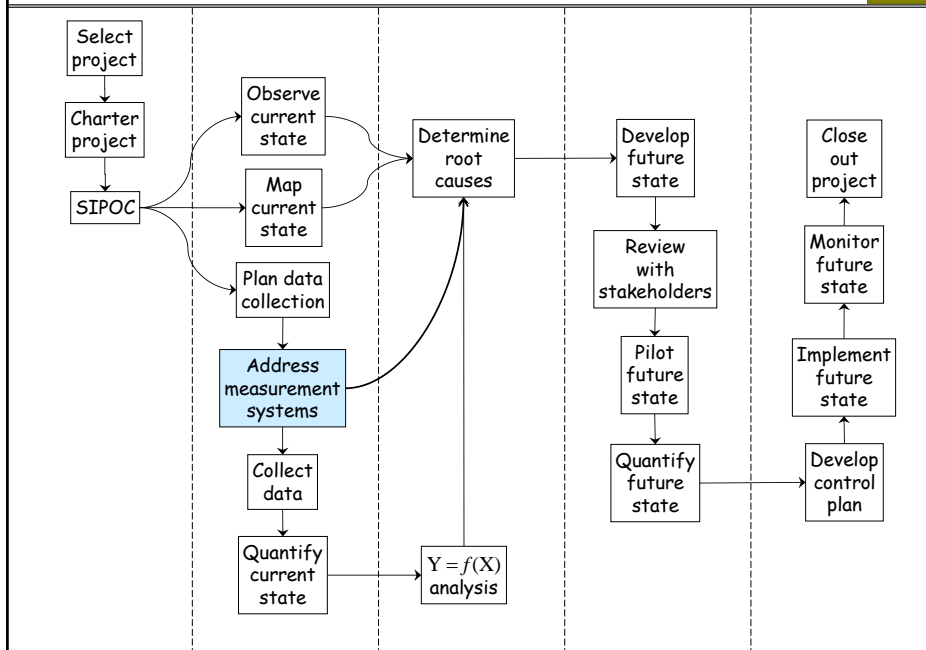 Select
project
Charter
project
SIPOC
Observe
current
state
Map
current
state
Plan data
collection
Address
measurement
systems
Collect
data
Quantify
current
state
Determine
root
causes
Y = f(X)
analysis
Develop
future
state
Review
with
stakeholders
Pilot
future
state
Quantify
future
state
Close
out
project
Monitor
future
state
Implement
future
state
Develop
control
plan